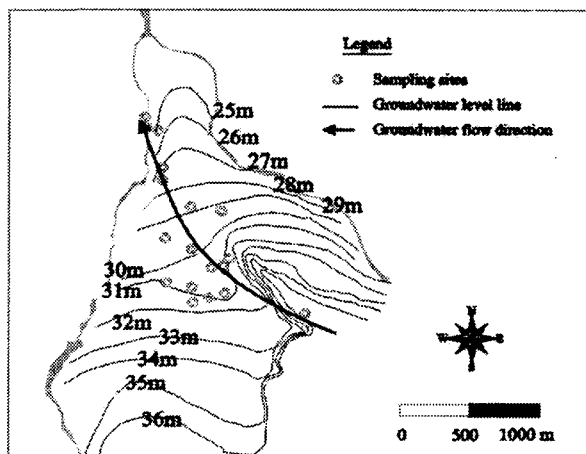 Legend
Sampling sites
Groundwater level line
Groundwater flow direction
25m
26m
27m
28m
29m
30m
31m
32m
33m
34m
35m
36m
N
W
E
S
0 500 1000 m